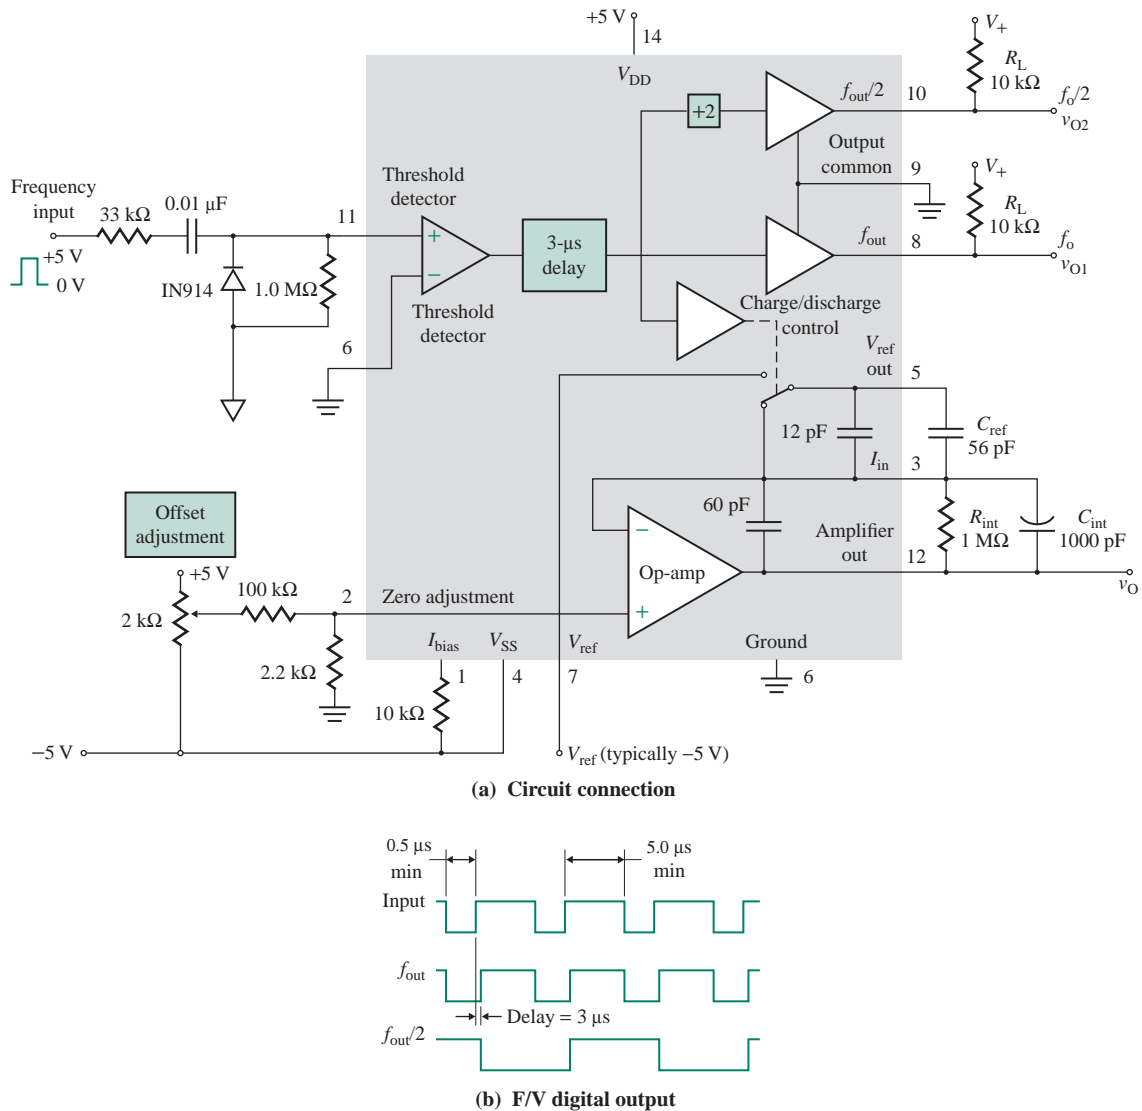 +5 V
14
V_DD
V_+
R_L
10 kΩ
f_out/2
10
f_o/2
v_O2
+2
Output
common
9
V_+
R_L
10 kΩ
f_out
8
f_o
v_O1
Frequency
input
33 kΩ
0.01 µF
11
Threshold
detector
+
−
3-µs
delay
+5 V
0 V
IN914
1.0 MΩ
Threshold
detector
6
Charge/discharge
control
V_ref
out
5
12 pF
C_ref
56 pF
I_in
3
60 pF
R_int
1 MΩ
C_int
1000 pF
Amplifier
out
12
v_O
−
Op-amp
+
Offset
adjustment
+5 V
2 kΩ
100 kΩ
2
Zero adjustment
2.2 kΩ
I_bias
1
V_SS
4
V_ref
7
Ground
6
10 kΩ
−5 V
V_ref (typically −5 V)
(a) Circuit connection
0.5 µs
min
5.0 µs
min
Input
f_out
Delay = 3 µs
f_out/2
(b) F/V digital output